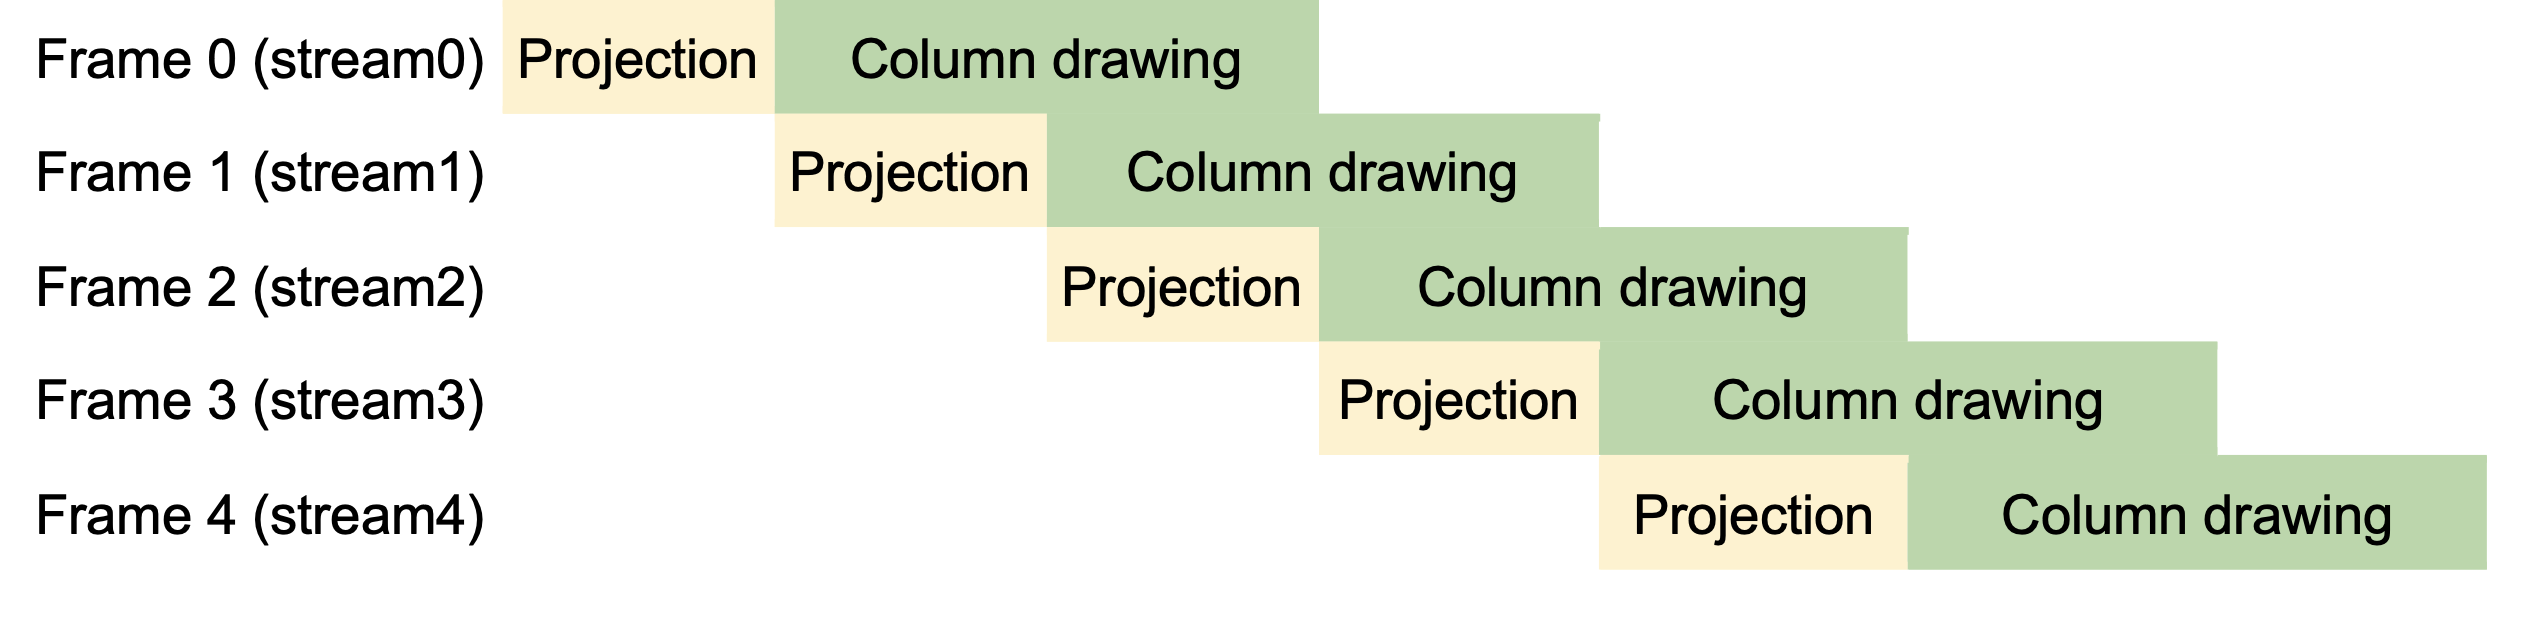 Frame 0 (stream0) Projection Column drawing
Frame 1 (stream1) Projection Column drawing
Frame 2 (stream2) Projection Column drawing
Frame 3 (stream3) Projection Column drawing
Frame 4 (stream4) Projection Column drawing